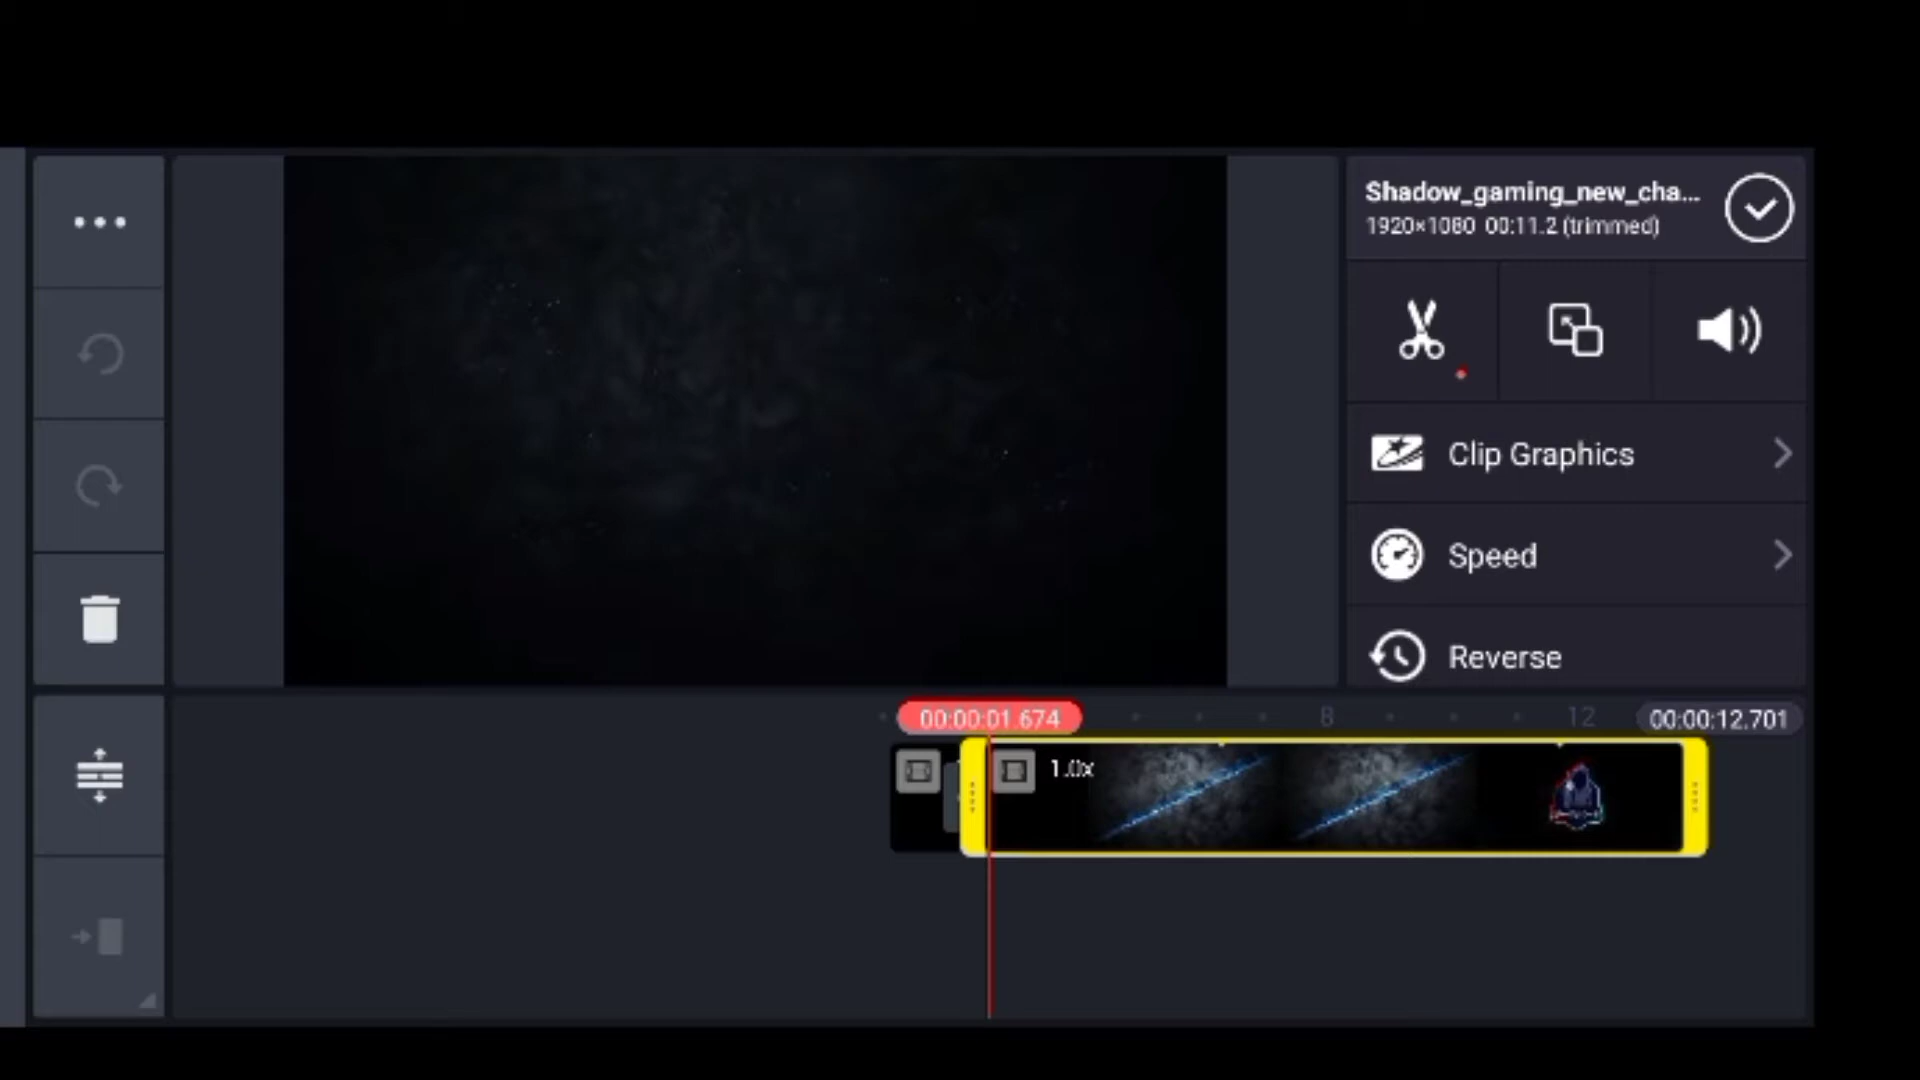 Shadow_gaming_new_cha...
1920×1080 00:11.2 (trimmed)
Clip Graphics
Speed
Reverse
00:00:01.674
8
12
00:00:12.701
1.0x